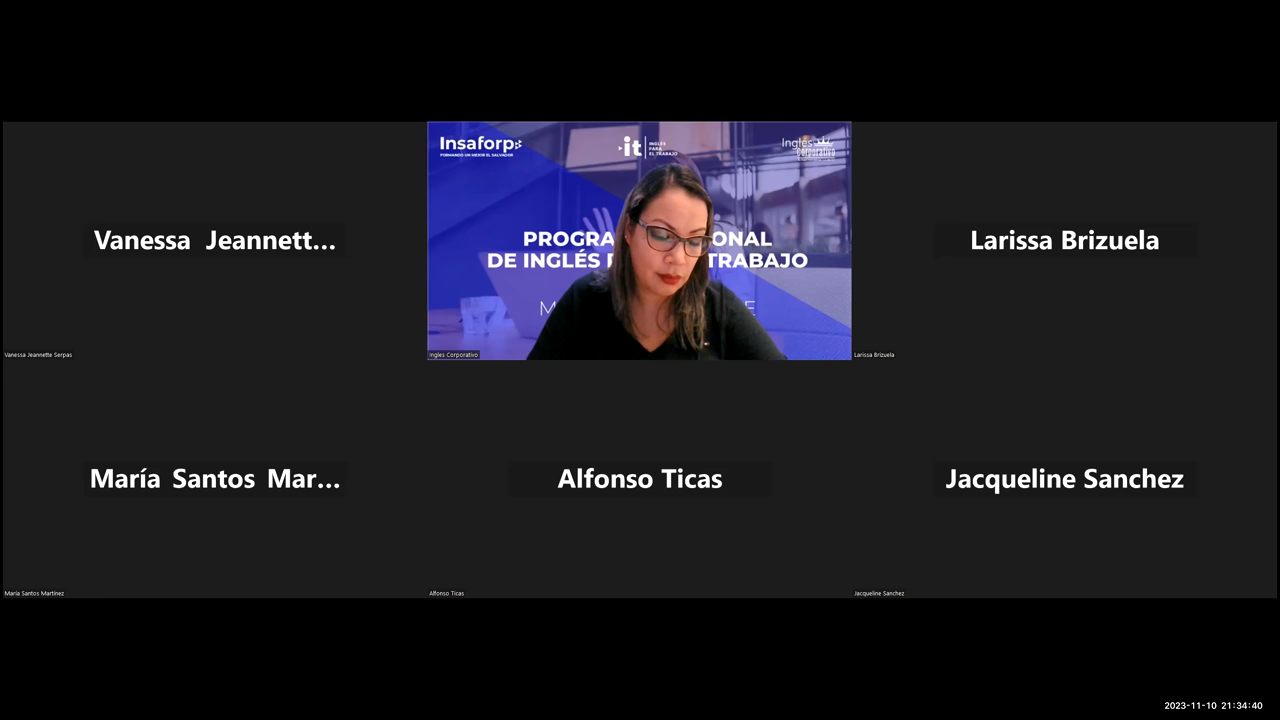 Insaforp
FORMANDO UN MEJOR EL SALVADOR
it
INGLÉS
PARA
EL TRABAJO
Inglés
Corporativo
Vanessa Jeannett...
PROGRA ONAL
DE INGLÉS P TRABAJO
M E
Larissa Brizuela
Vanessa Jeannette Serpas
Ingles Corporativo
Larissa Brizuela
María Santos Mar...
Alfonso Ticas
Jacqueline Sanchez
María Santos Martínez
Alfonso Ticas
Jacqueline Sanchez
2023-11-10 21:34:40